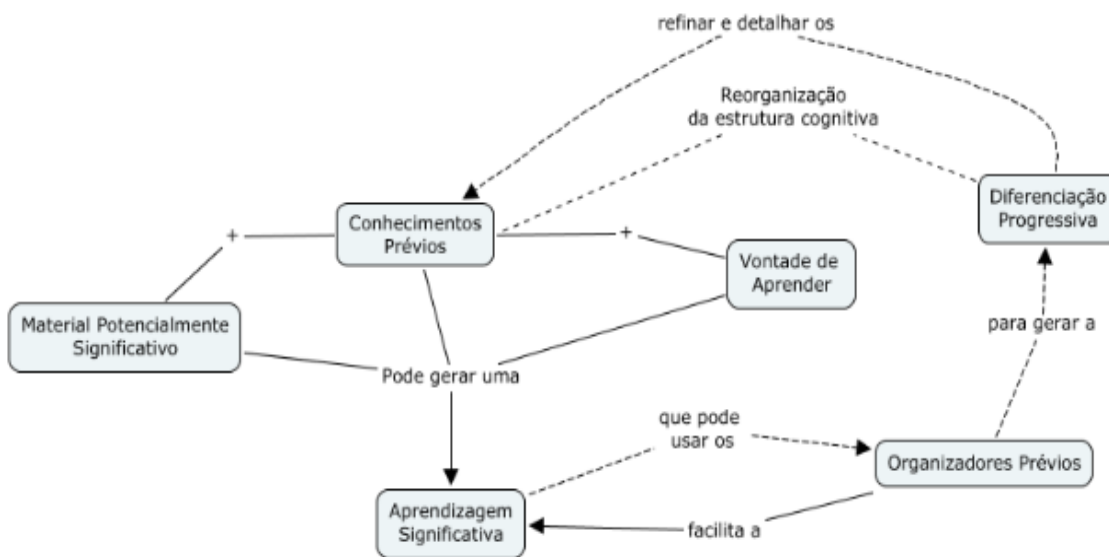 refinar e detalhar os
Reorganização
da estrutura cognitiva
Diferenciação
Progressiva
Conhecimentos
Prévios
+
+
Vontade de
Aprender
Material Potencialmente
Significativo
para gerar a
Pode gerar uma
que pode
usar os
Organizadores Prévios
Aprendizagem
Significativa
facilita a